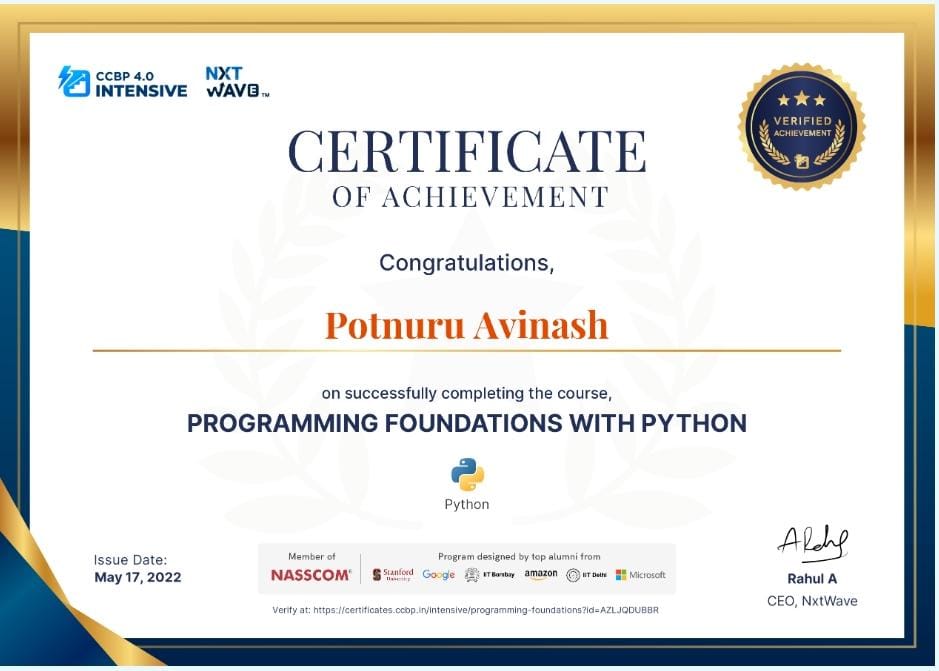 CCBP 4.0
INTENSIVE
NXT
WAVE™
VERIFIED
ACHIEVEMENT
CERTIFICATE
OF ACHIEVEMENT
Congratulations,
Potnuru Avinash
on successfully completing the course,
PROGRAMMING FOUNDATIONS WITH PYTHON
Python
Issue Date:
May 17, 2022
Member of
NASSCOM®
Program designed by top alumni from
Stanford
University
Google
IIT Bombay
amazon
IIT Delhi
Microsoft
Verify at: https://certificates.ccbp.in/intensive/programming-foundations?id=AZLJQDUBBR
Rahul A
CEO, NxtWave